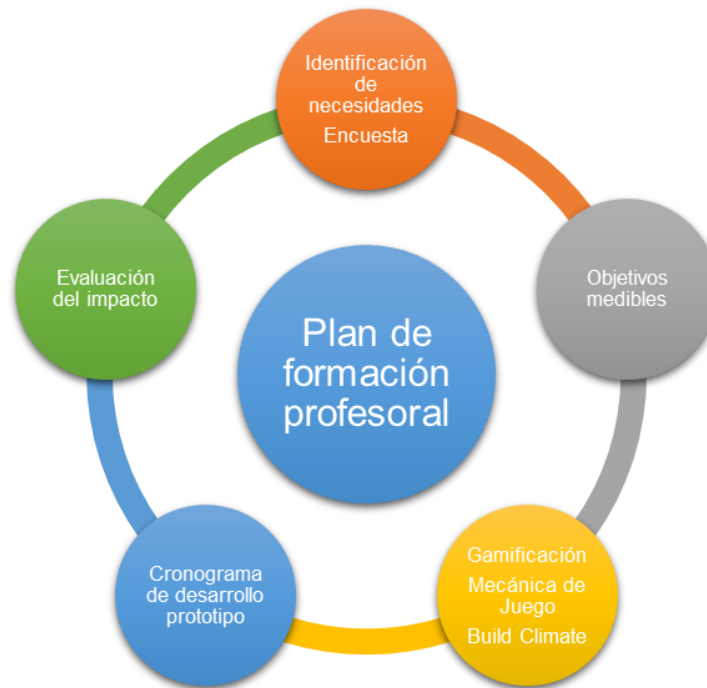 Identificación
de
necesidades
Encuesta
Objetivos
medibles
Gamificación
Mecánica de
Juego
Build Climate
Cronograma
de desarrollo
prototipo
Evaluación
del impacto
Plan de
formación
profesoral